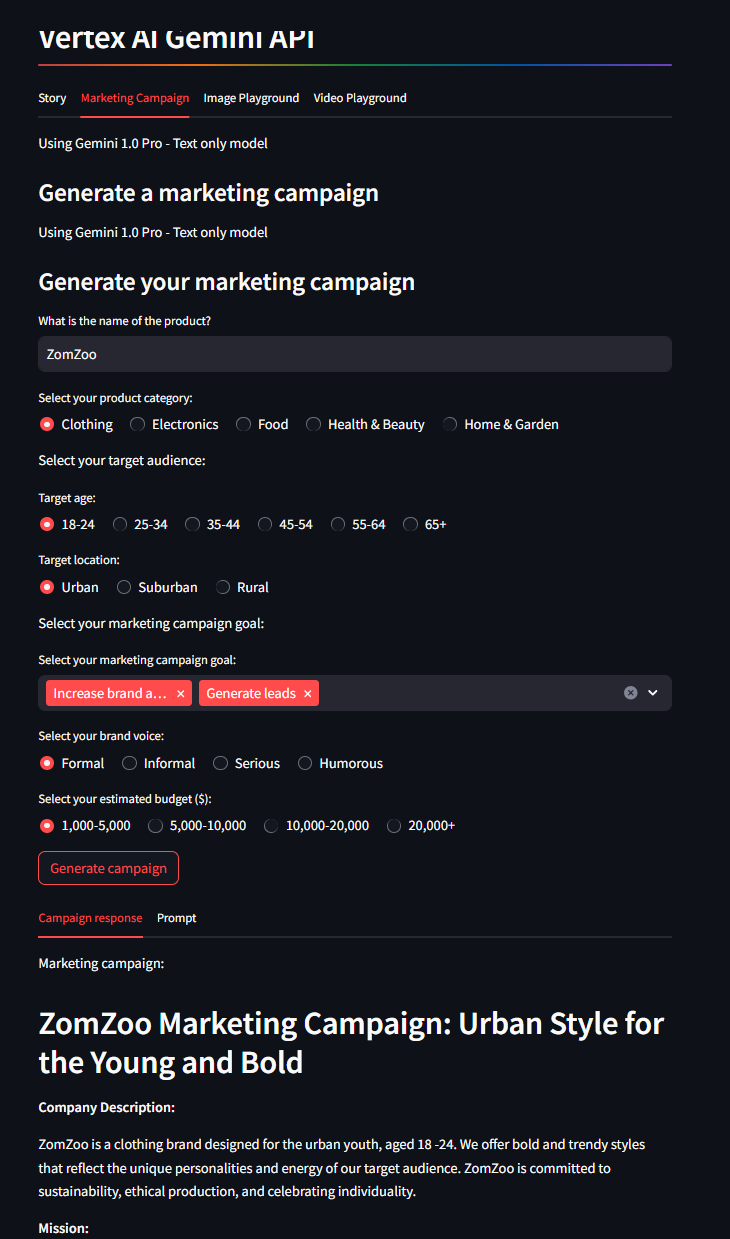 Vertex AI Gemini API
Story Marketing Campaign Image Playground Video Playground
Using Gemini 1.0 Pro - Text only model
Generate a marketing campaign
Using Gemini 1.0 Pro - Text only model
Generate your marketing campaign
What is the name of the product?
ZomZoo
Select your product category:
Clothing Electronics Food Health & Beauty Home & Garden
Select your target audience:
Target age:
18-24 25-34 35-44 45-54 55-64 65+
Target location:
Urban Suburban Rural
Select your marketing campaign goal:
Select your marketing campaign goal:
Increase brand a... × Generate leads ×
Select your brand voice:
Formal Informal Serious Humorous
Select your estimated budget ($):
1,000-5,000 5,000-10,000 10,000-20,000 20,000+
Generate campaign
Campaign response Prompt
Marketing campaign:
ZomZoo Marketing Campaign: Urban Style for
the Young and Bold
Company Description:
ZomZoo is a clothing brand designed for the urban youth, aged 18 -24. We offer bold and trendy styles
that reflect the unique personalities and energy of our target audience. ZomZoo is committed to
sustainability, ethical production, and celebrating individuality.
Mission: